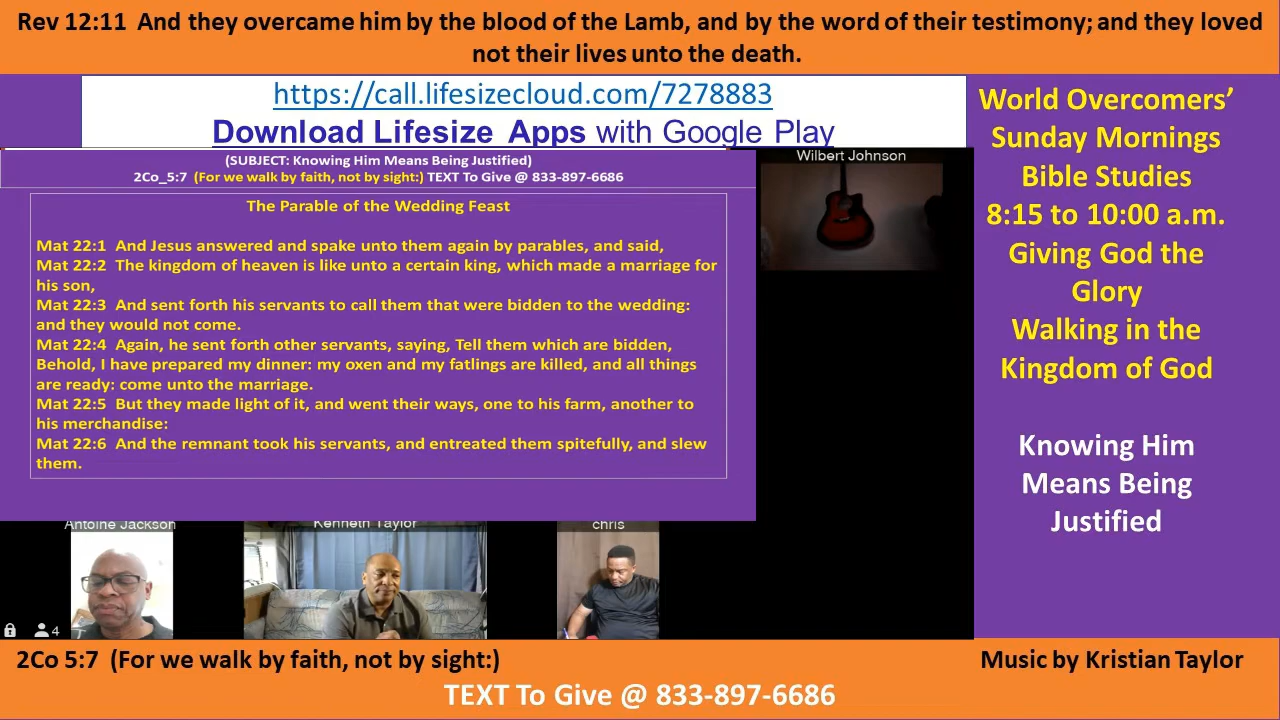 Rev 12:11  And they overcame him by the blood of the Lamb, and by the word of their testimony; and they loved
not their lives unto the death.
https://call.lifesizecloud.com/7278883
Download Lifesize Apps with Google Play
(SUBJECT: Knowing Him Means Being Justified)
2Co_5:7 (For we walk by faith, not by sight:) TEXT To Give @ 833-897-6686
The Parable of the Wedding Feast
Mat 22:1  And Jesus answered and spake unto them again by parables, and said,
Mat 22:2  The kingdom of heaven is like unto a certain king, which made a marriage for
his son,
Mat 22:3  And sent forth his servants to call them that were bidden to the wedding:
and they would not come.
Mat 22:4  Again, he sent forth other servants, saying, Tell them which are bidden,
Behold, I have prepared my dinner: my oxen and my fatlings are killed, and all things
are ready: come unto the marriage.
Mat 22:5  But they made light of it, and went their ways, one to his farm, another to
his merchandise:
Mat 22:6  And the remnant took his servants, and entreated them spitefully, and slew
them.
Wilbert Johnson
Antoine Jackson
Kenneth Taylor
chris
4
World Overcomers’
Sunday Mornings
Bible Studies
8:15 to 10:00 a.m.
Giving God the
Glory
Walking in the
Kingdom of God
Knowing Him
Means Being
Justified
2Co 5:7  (For we walk by faith, not by sight:)
Music by Kristian Taylor
TEXT To Give @ 833-897-6686